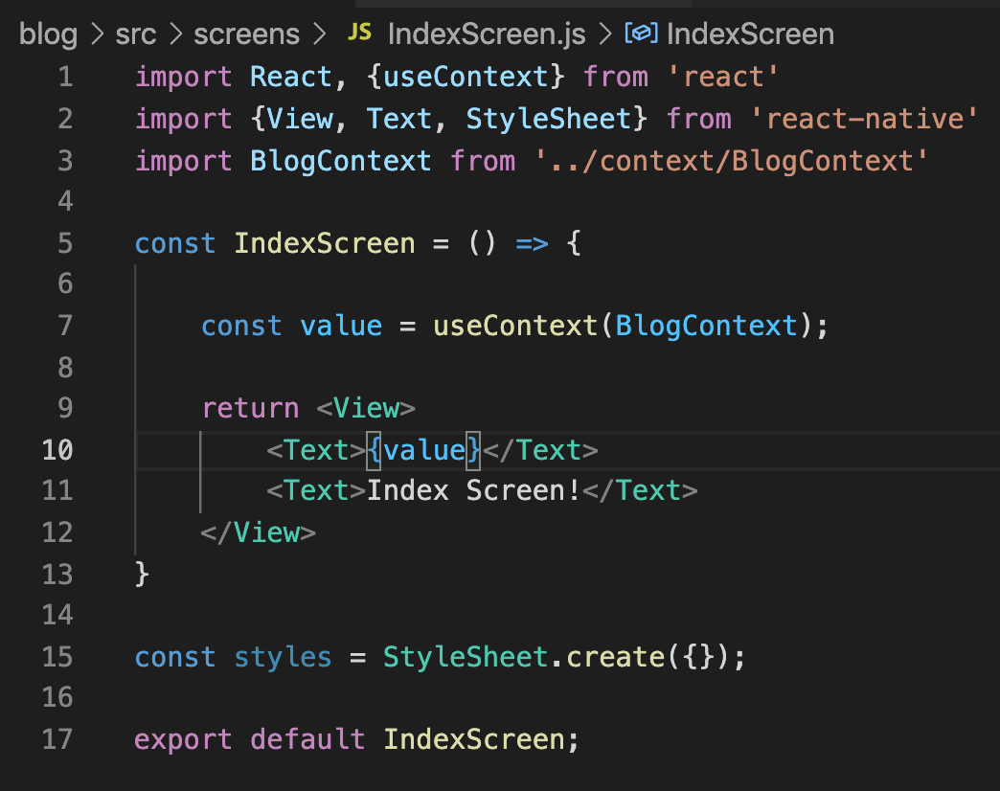 blog > src > screens > JS IndexScreen.js > IndexScreen
1 import React, {useContext} from 'react'
2 import {View, Text, StyleSheet} from 'react-native'
3 import BlogContext from '../context/BlogContext'
4
5 const IndexScreen = () => {
6
7     const value = useContext(BlogContext);
8
9     return <View>
10         <Text>{value}</Text>
11         <Text>Index Screen!</Text>
12     </View>
13 }
14
15 const styles = StyleSheet.create({});
16
17 export default IndexScreen;